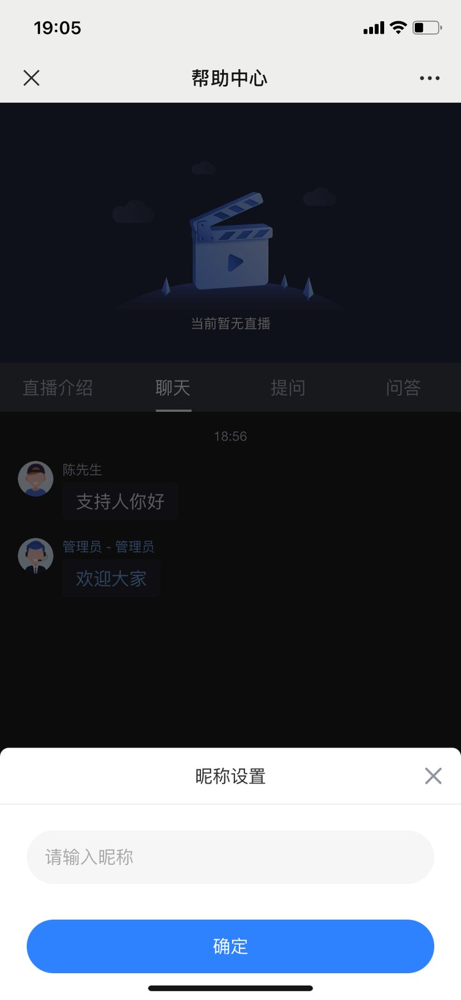 19:05
帮助中心
当前暂无直播
直播介绍 聊天 提问 问答
18:56
陈先生
支持人你好
管理员 - 管理员
欢迎大家
昵称设置
请输入昵称
确定